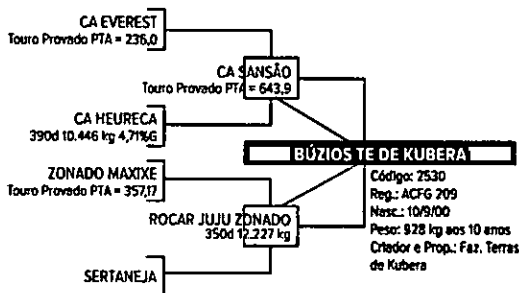 CA EVEREST
Touro Provado PTA = 236,0
CA SANSÃO
Touro Provado PTA = 643,9
CA HEURECA
390d 10.446 kg 4,71%G
BÚZIOS TE DE KUBERA
ZONADO MAXIXE
Touro Provado PTA = 357,17
Código: 2530
Reg.: ACFG 209
Nasc.: 10/9/00
Peso: 928 kg aos 10 anos
Criador e Prop.: Faz. Terras
de Kubera
ROCAR JUJU ZONADO
350d 12.227 kg
SERTANEJA